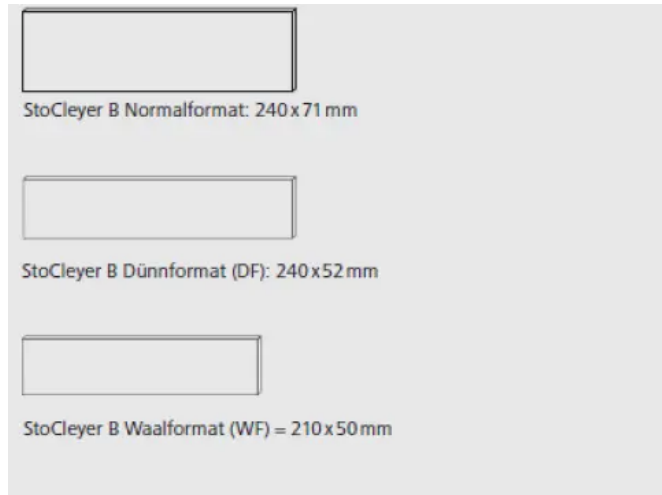 StoCleyer B Normalformat: 240 x 71 mm
StoCleyer B Dünnformat (DF): 240 x 52 mm
StoCleyer B Waalformat (WF) = 210 x 50 mm